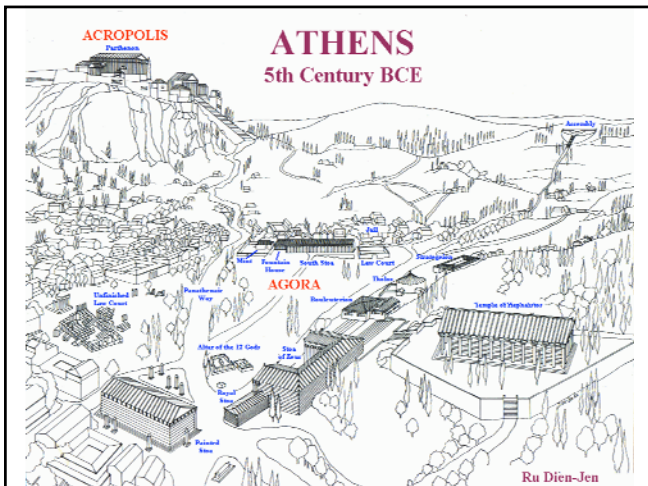 ATHENS
5th Century BCE
ACROPOLIS
Parthenon
Assembly
Jail
Mint
Fountain
House
South Stoa
Law Court
Strategeion
Tholos
AGORA
Bouleuterion
Temple of Hephaistus
Unfinished
Law Court
Panathenaic
Way
Alter of the 12 Gods
Stoa
of Zeus
Royal
Stoa
Painted
Stoa
Ru Dien-Jen